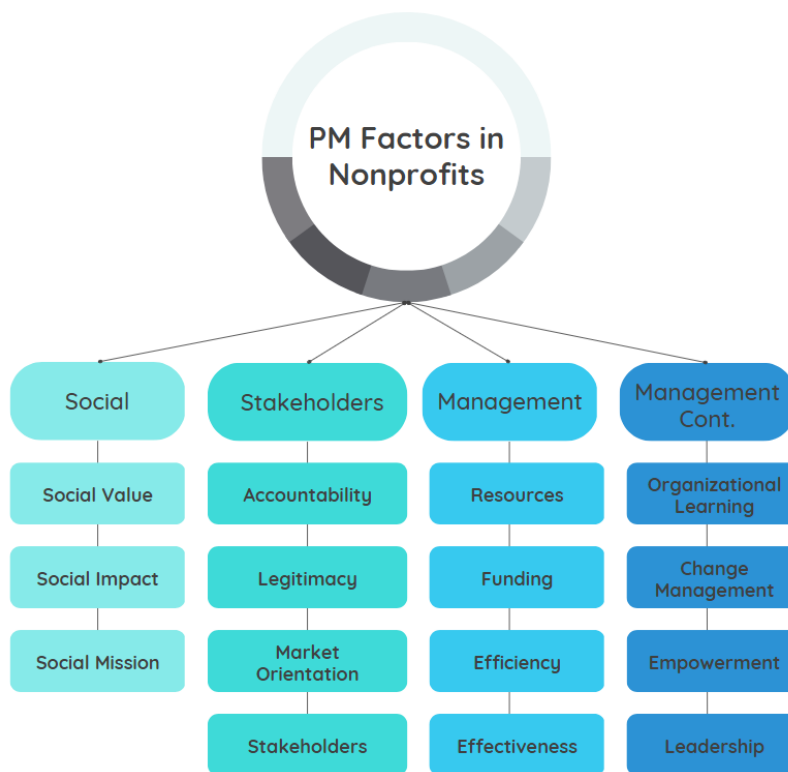 PM Factors in
Nonprofits
Social
Stakeholders
Management
Management
Cont.
Social Value
Accountability
Resources
Organizational
Learning
Social Impact
Legitimacy
Funding
Change
Management
Social Mission
Market
Orientation
Efficiency
Empowerment
Stakeholders
Effectiveness
Leadership